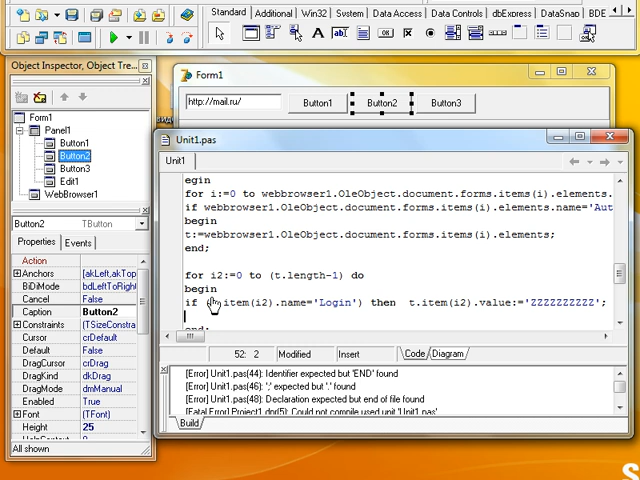 Standard Additional Win32 System Data Access Data Controls dbExpress DataSnap BDE
Object Inspector, Object Tre
Form1
Panel1
Button1
Button2
Button3
Edit1
WebBrowser1
Button2 TButton
Properties Events
Action
Anchors [akLeft,akTop
BiDiMode bdLeftToRigh
Cancel False
Caption Button2
Constraints (TSizeConstra
Cursor crDefault
Default False
DragCursor crDrag
DragKind dkDrag
DragMode dmManual
Enabled True
Font (TFont)
Height 25
All shown
Form1
http://mail.ru/ Button1 Button2 Button3
Unit1.pas
Unit1
egin
for i:=0 to webbrowser1.OleObject.document.forms.items(i).elements.
if webbrowser1.OleObject.document.forms.items(i).elements.name='Aut
begin
t:=webbrowser1.OleObject.document.forms.items(i).elements;
end;
for i2:=0 to (t.length-1) do
begin
if item(i2).name='Login') then t.item(i2).value:='ZZZZZZZZZZ';
end;
52: 2 Modified Insert Code Diagram
[Error] Unit1.pas(44): Identifier expected but 'END' found
[Error] Unit1.pas(46): ';' expected but '.' found
[Error] Unit1.pas(48): Declaration expected but end of file found
[Fatal Error] Project1.dpr(5): Could not compile used unit 'Unit1.pas'
Build
S